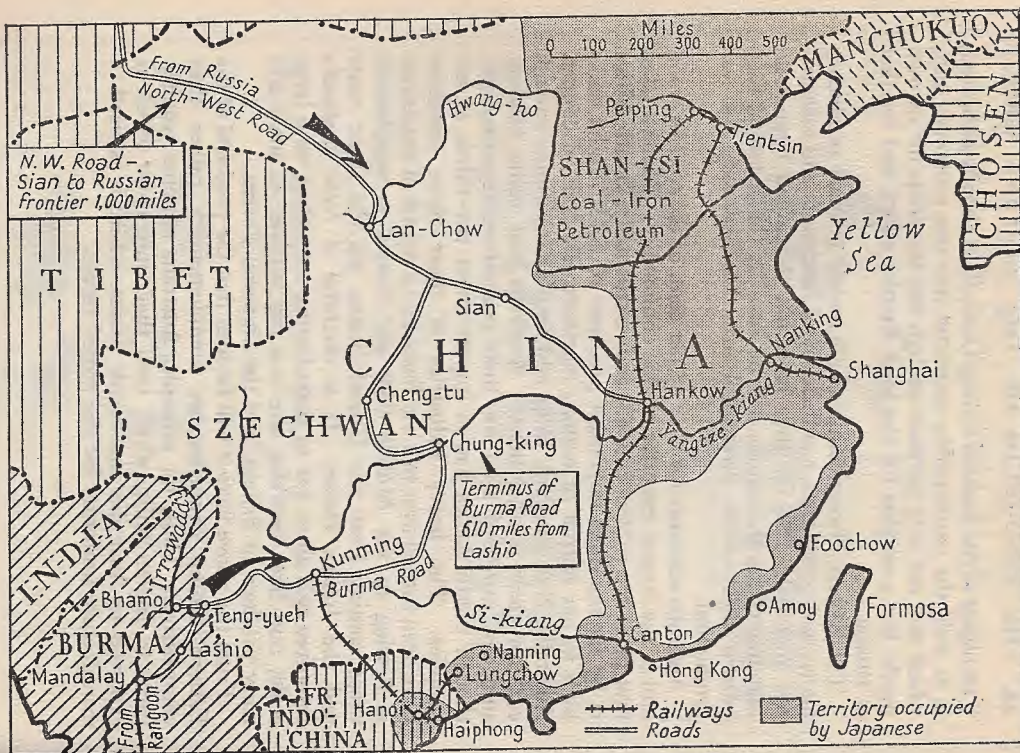 Miles
0 100 200 300 400 500
MANCHUKUO
CHOSEN
From Russia
North-West Road
Hwang-ho
Peiping
Tientsin
N.W. Road –
Sian to Russian
frontier 1,000 miles
SHAN-SI
Coal-Iron
Petroleum
Lan-Chow
Yellow
Sea
TIBET
Sian
CHINA
Nanking
Shanghai
Cheng-tu
Hankow
Yangtze-kiang
SZECHWAN
Chung-king
Terminus of
Burma Road
610 miles from
Lashio
INDIA
Irrawaddy
Kunming
Burma Road
Foochow
Bhamo
Teng-yueh
Si-kiang
Amoy
Formosa
BURMA
Lashio
Canton
Mandalay
Nanning
Hong Kong
Lungchow
From
Rangoon
FR.
INDO-
CHINA
Hanoi
Haiphong
Railways
Roads
Territory occupied
by Japanese